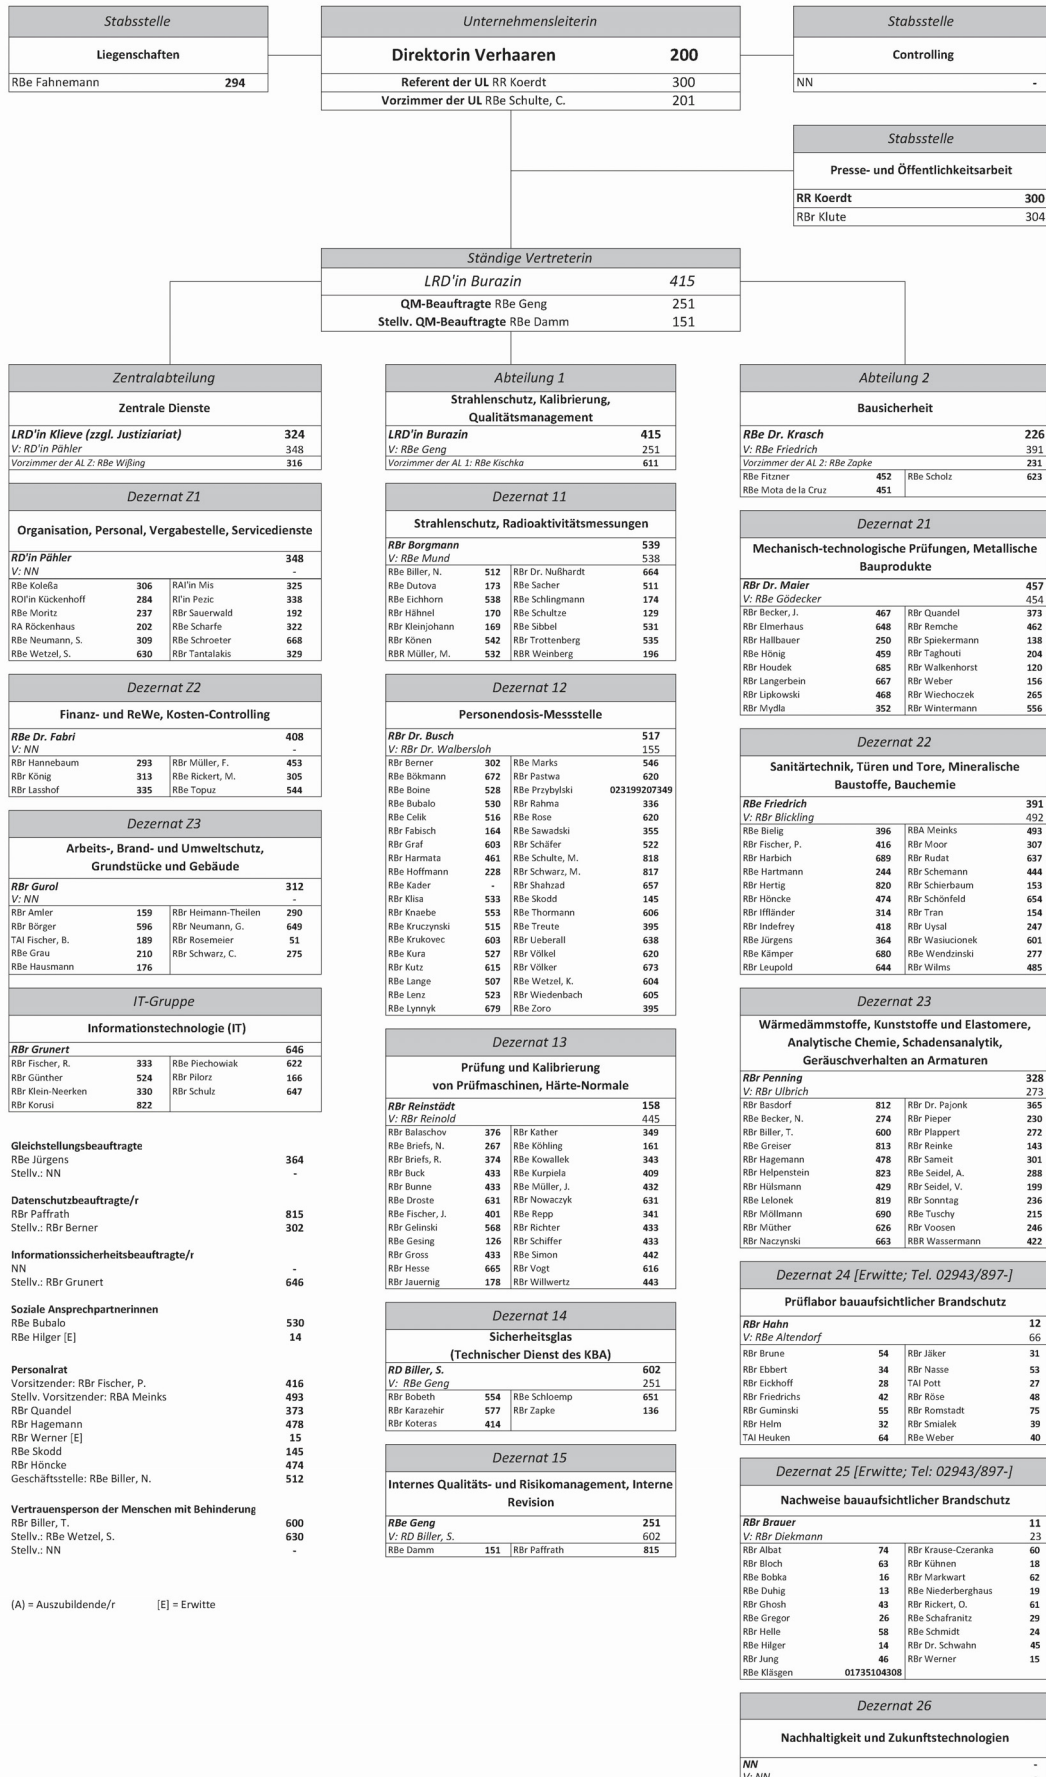 Stabsstelle
Liegenschaften
RBe Fahnemann 294
Unternehmensleiterin
Direktorin Verhaaren 200
Referent der UL RR Koerdt 300
Vorzimmer der UL RBe Schulte, C. 201
Stabsstelle
Controlling
NN -
Stabsstelle
Presse- und Öffentlichkeitsarbeit
RR Koerdt 300
RBr Klute 304
Ständige Vertreterin
LRD'in Burazin 415
QM-Beauftragte RBe Geng 251
Stellv. QM-Beauftragte RBe Damm 151
Zentralabteilung
Zentrale Dienste
LRD'in Klieve (zzgl. Justiziariat) 324
V: RD'in Pähler 348
Vorzimmer der AL Z: RBe Wißing 316
Dezernat Z1
Organisation, Personal, Vergabestelle, Servicedienste
RD'in Pähler 348
V: NN -
RBe Koleßa 306 RAI'in Mis 325
ROI'in Kückenhoff 284 RI'in Pezic 338
RBe Moritz 237 RBr Sauerwald 192
RA Röckenhaus 202 RBe Scharfe 322
RBe Neumann, S. 309 RBe Schroeter 668
RBe Wetzel, S. 630 RBr Tantalakis 329
Dezernat Z2
Finanz- und ReWe, Kosten-Controlling
RBe Dr. Fabri 408
V: NN -
RBr Hannebaum 293 RBr Müller, F. 453
RBr König 313 RBe Rickert, M. 305
RBr Lasshof 335 RBe Topuz 544
Dezernat Z3
Arbeits-, Brand- und Umweltschutz,
Grundstücke und Gebäude
RBr Gurol 312
V: NN -
RBr Amler 159 RBr Heimann-Theilen 290
RBr Börger 596 RBr Neumann, G. 649
TAI Fischer, B. 189 RBr Rosemeier 51
RBe Grau 210 RBr Schwarz, C. 275
RBe Hausmann 176
IT-Gruppe
Informationstechnologie (IT)
RBr Grunert 646
RBr Fischer, R. 333 RBe Piechowiak 622
RBr Günther 524 RBr Pilorz 166
RBr Klein-Neerken 330 RBr Schulz 647
RBr Korusi 822
Gleichstellungsbeauftragte
RBe Jürgens 364
Stellv.: NN -
Datenschutzbeauftragte/r
RBr Paffrath 815
Stellv.: RBr Berner 302
Informationssicherheitsbeauftragte/r
NN -
Stellv.: RBr Grunert 646
Soziale Ansprechpartnerinnen
RBe Bubalo 530
RBe Hilger [E] 14
Personalrat
Vorsitzender: RBr Fischer, P. 416
Stellv. Vorsitzender: RBA Meinks 493
RBr Quandel 373
RBr Hagemann 478
RBr Werner [E] 15
RBe Skodd 145
RBr Höncke 474
Geschäftsstelle: RBe Biller, N. 512
Vertrauensperson der Menschen mit Behinderung
RBr Biller, T. 600
Stellv.: RBe Wetzel, S. 630
Stellv.: NN -
(A) = Auszubildende/r [E] = Erwitte
Abteilung 1
Strahlenschutz, Kalibrierung,
Qualitätsmanagement
LRD'in Burazin 415
V: RBe Geng 251
Vorzimmer der AL 1: RBe Kischka 611
Dezernat 11
Strahlenschutz, Radioaktivitätsmessungen
RBr Borgmann 539
V: RBe Mund 538
RBe Biller, N. 512 RBr Dr. Nußhardt 664
RBe Dutova 173 RBe Sacher 511
RBe Eichhorn 538 RBe Schlingmann 174
RBr Hähnel 170 RBe Schultze 129
RBr Kleinjohann 169 RBe Sibbel 531
RBr Könen 542 RBr Trottenberg 535
RBR Müller, M. 532 RBR Weinberg 196
Dezernat 12
Personendosis-Messstelle
RBr Dr. Busch 517
V: RBr Dr. Walbersloh 155
RBr Berner 302 RBe Marks 546
RBe Bökmann 672 RBr Pastwa 620
RBe Boine 528 RBe Przybylski 023199207349
RBe Bubalo 530 RBr Rahma 336
RBe Celik 516 RBr Rose 620
RBr Fabisch 164 RBe Sawadski 355
RBr Graf 603 RBr Schäfer 522
RBr Harmata 461 RBe Schulte, M. 818
RBe Hoffmann 228 RBr Schwarz, M. 817
RBe Kader - RBr Shahzad 657
RBr Klisa 533 RBe Skodd 145
RBr Knaebe 553 RBe Thormann 606
RBe Kruczynski 515 RBe Treute 395
RBe Krukovec 603 RBr Ueberall 638
RBe Kura 527 RBr Völkel 620
RBr Kutz 615 RBr Völker 673
RBe Lange 507 RBe Wetzel, K. 604
RBe Lenz 523 RBr Wiedenbach 605
RBe Lynnyk 679 RBe Zoro 395
Dezernat 13
Prüfung und Kalibrierung
von Prüfmaschinen, Härte-Normale
RBr Reinstädt 158
V: RBr Reinold 445
RBr Balaschov 376 RBr Kather 349
RBe Briefs, N. 267 RBe Köhling 161
RBr Briefs, R. 374 RBe Kowallek 343
RBr Buck 433 RBe Kurpiela 409
RBr Bunne 433 RBe Müller, J. 432
RBe Droste 631 RBr Nowaczyk 631
RBe Fischer, J. 401 RBe Repp 341
RBr Gelinski 568 RBr Richter 433
RBe Gesing 126 RBr Schiffer 433
RBr Gross 433 RBe Simon 442
RBr Hesse 665 RBr Vogt 616
RBr Jauernig 178 RBr Willwertz 443
Dezernat 14
Sicherheitsglas
(Technischer Dienst des KBA)
RD Biller, S. 602
V: RBe Geng 251
RBr Bobeth 554 RBe Schloemp 651
RBr Karazehir 577 RBr Zapke 136
RBr Koteras 414
Dezernat 15
Internes Qualitäts- und Risikomanagement, Interne
Revision
RBe Geng 251
V: RD Biller, S. 602
RBe Damm 151 RBr Paffrath 815
Abteilung 2
Bausicherheit
RBe Dr. Krasch 226
V: RBe Friedrich 391
Vorzimmer der AL 2: RBe Zapke 231
RBe Fitzner 452 RBe Scholz 623
RBe Mota de la Cruz 451
Dezernat 21
Mechanisch-technologische Prüfungen, Metallische
Bauprodukte
RBr Dr. Maier 457
V: RBe Gödecker 454
RBr Becker, J. 467 RBr Quandel 373
RBr Elmerhaus 648 RBr Remche 462
RBr Hallbauer 250 RBr Spiekermann 138
RBe Hönig 459 RBr Taghouti 204
RBr Houdek 685 RBr Walkenhorst 120
RBr Langerbein 667 RBr Weber 156
RBr Lipkowski 468 RBr Wiechoczek 265
RBr Mydla 352 RBr Wintermann 556
Dezernat 22
Sanitärtechnik, Türen und Tore, Mineralische
Baustoffe, Bauchemie
RBe Friedrich 391
V: RBr Blickling 492
RBe Bielig 396 RBA Meinks 493
RBr Fischer, P. 416 RBr Moor 307
RBr Harbich 689 RBr Rudat 637
RBe Hartmann 244 RBr Schemann 444
RBr Hertig 820 RBr Schierbaum 153
RBr Höncke 474 RBr Schönfeld 654
RBr Iffländer 314 RBr Tran 154
RBr Indefrey 418 RBr Uysal 247
RBe Jürgens 364 RBr Wasiucionek 601
RBe Kämper 680 RBe Wendzinski 277
RBr Leupold 644 RBr Wilms 485
Dezernat 23
Wärmedämmstoffe, Kunststoffe und Elastomere,
Analytische Chemie, Schadensanalytik,
Geräuschverhalten an Armaturen
RBr Penning 328
V: RBr Ulbrich 273
RBr Basdorf 812 RBr Dr. Pajonk 365
RBe Becker, N. 274 RBr Pieper 230
RBr Biller, T. 600 RBr Plappert 272
RBe Greiser 813 RBr Reinke 143
RBr Hagemann 478 RBr Sameit 301
RBr Helpenstein 823 RBe Seidel, A. 288
RBr Hülsmann 429 RBr Seidel, V. 199
RBe Lelonek 819 RBr Sonntag 236
RBr Möllmann 690 RBe Tuschy 215
RBr Müther 626 RBr Voosen 246
RBr Naczynski 663 RBR Wassermann 422
Dezernat 24 [Erwitte; Tel. 02943/897-]
Prüflabor bauaufsichtlicher Brandschutz
RBr Hahn 12
V: RBe Altendorf 66
RBr Brune 54 RBr Jäker 31
RBr Ebbert 34 RBr Nasse 53
RBr Eickhoff 28 TAI Pott 27
RBr Friedrichs 42 RBr Röse 48
RBr Guminski 55 RBr Romstadt 75
RBr Helm 32 RBr Smialek 39
TAI Heuken 64 RBe Weber 40
Dezernat 25 [Erwitte; Tel: 02943/897-]
Nachweise bauaufsichtlicher Brandschutz
RBr Brauer 11
V: RBr Diekmann 23
RBr Albat 74 RBr Krause-Czeranka 60
RBr Bloch 63 RBr Kühnen 18
RBe Bobka 16 RBr Markwart 62
RBe Duhig 13 RBe Niederberghaus 19
RBr Ghosh 43 RBr Rickert, O. 61
RBe Gregor 26 RBe Schafranitz 29
RBr Helle 58 RBe Schmidt 24
RBe Hilger 14 RBr Dr. Schwahn 45
RBr Jung 46 RBr Werner 15
RBe Kläsgen 01735104308
Dezernat 26
Nachhaltigkeit und Zukunftstechnologien
NN -
V: NN